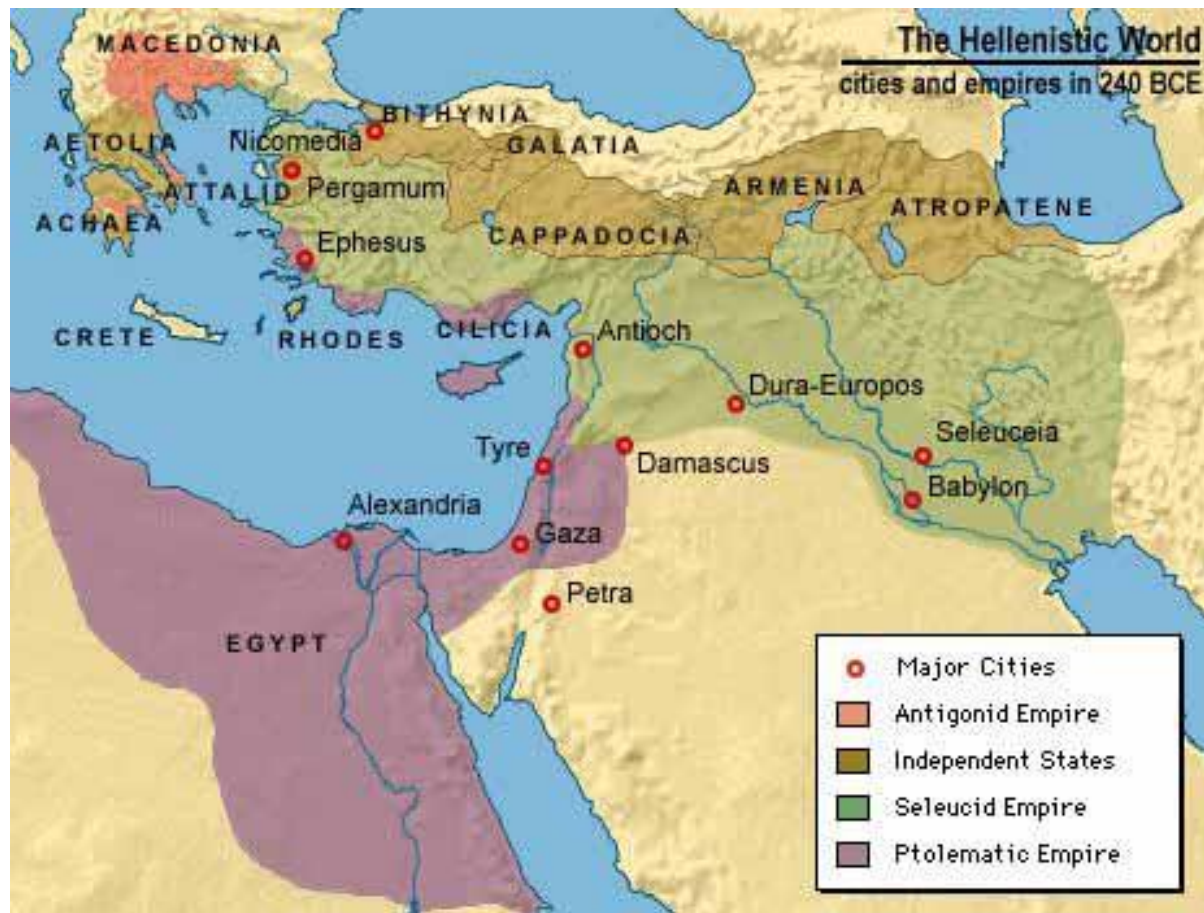 The Hellenistic World
cities and empires in 240 BCE
MACEDONIA
BITHYNIA
AETOLIA
Nicomedia
GALATIA
ATTALID
Pergamum
ARMENIA
ACHAEA
ATROPATENE
Ephesus
CAPPADOCIA
CRETE
RHODES
CILICIA
Antioch
Dura-Europos
Tyre
Damascus
Seleuceia
Babylon
Alexandria
Gaza
Petra
EGYPT
Major Cities
Antigonid Empire
Independent States
Seleucid Empire
Ptolematic Empire